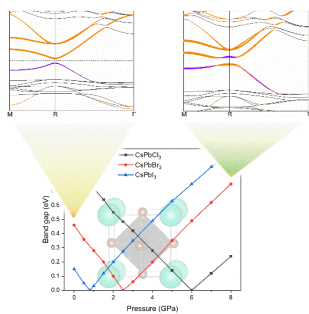 M R Γ
M R Γ
CsPbCl₃
CsPbBr₃
CsPbI₃
Band gap (eV)
0.6
0.5
0.4
0.3
0.2
0.1
0.0
0 2 4 6 8
Pressure (GPa)